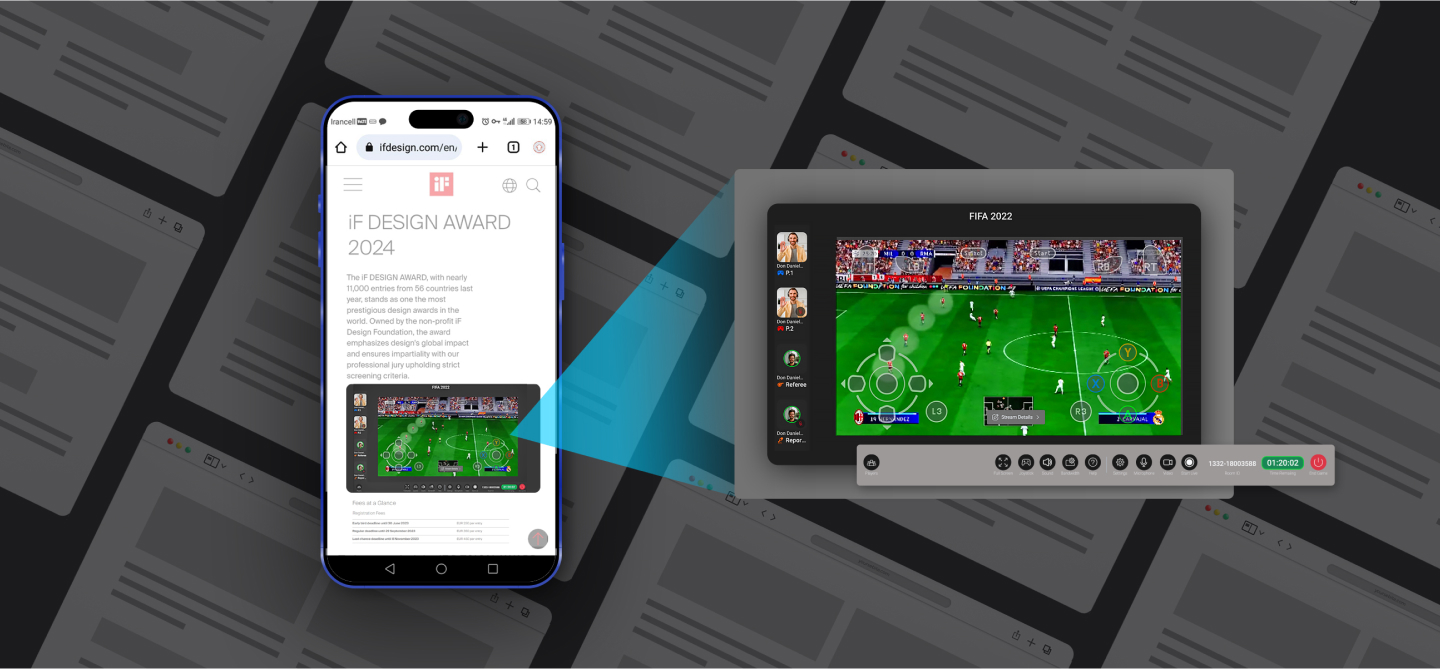 Irancell
14:59
ifdesign.com/en/
1
iF
iF DESIGN AWARD
2024
The iF DESIGN AWARD, with nearly
11,000 entries from 56 countries last
year, stands as one the most
prestigious design awards in the
world. Owned by the non-profit iF
Design Foundation, the award
emphasizes design's global impact
and ensures impartiality with our
professional jury upholding strict
screening criteria.
FIFA 2022
Fees at a Glance
Registration Fees
FIFA 2022
Don Daniel...
P.1
Don Daniel...
P.2
Don Daniel...
Referee
Don Daniel...
Repor...
MIL 0 0 RMA
LT
LB
Select
Start
RB
RT
UEFA CHAMPIONS LEAGUE
Y
X
B
A
L3
R3
19 HERNANDEZ
Stream Details
2 CARVAJAL
1332-18003588
01:20:02